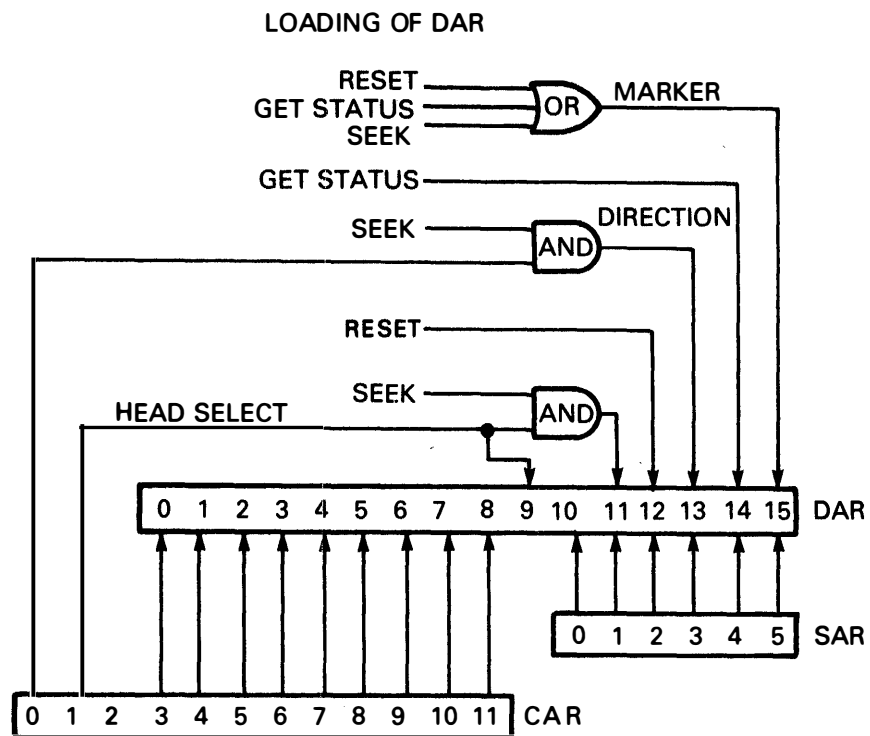 LOADING OF DAR
RESET
GET STATUS
SEEK
OR
MARKER
GET STATUS
SEEK
AND
DIRECTION
RESET
SEEK
AND
HEAD SELECT
0 1 2 3 4 5 6 7 8 9 10 11 12 13 14 15 DAR
0 1 2 3 4 5 SAR
0 1 2 3 4 5 6 7 8 9 10 11 CAR